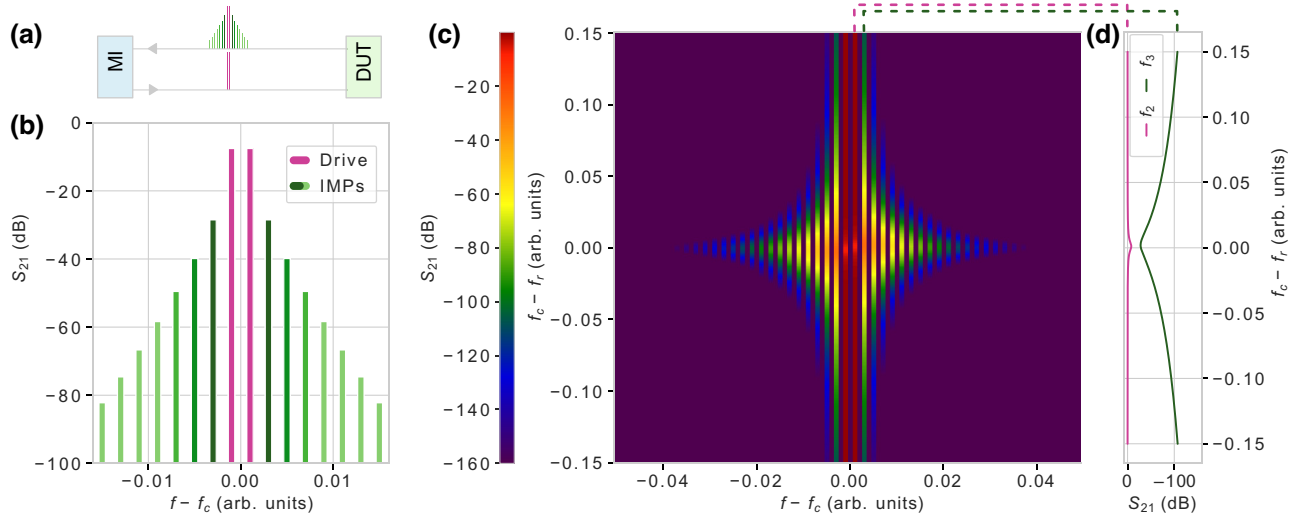 (a)
MI
DUT
(b)
0
−20
−40
−60
−80
−100
S21 (dB)
Drive
IMPs
−0.01
0.00
0.01
f − fc (arb. units)
(c)
−20
−40
−60
−80
−100
−120
−140
−160
S21 (dB)
0.15
0.10
0.05
0.00
−0.05
−0.10
−0.15
fc − fr (arb. units)
−0.04
−0.02
0.00
0.02
0.04
f − fc (arb. units)
(d)
f2
f3
0.15
0.10
0.05
0.00
−0.05
−0.10
−0.15
fc − fr (arb. units)
0
−100
S21 (dB)